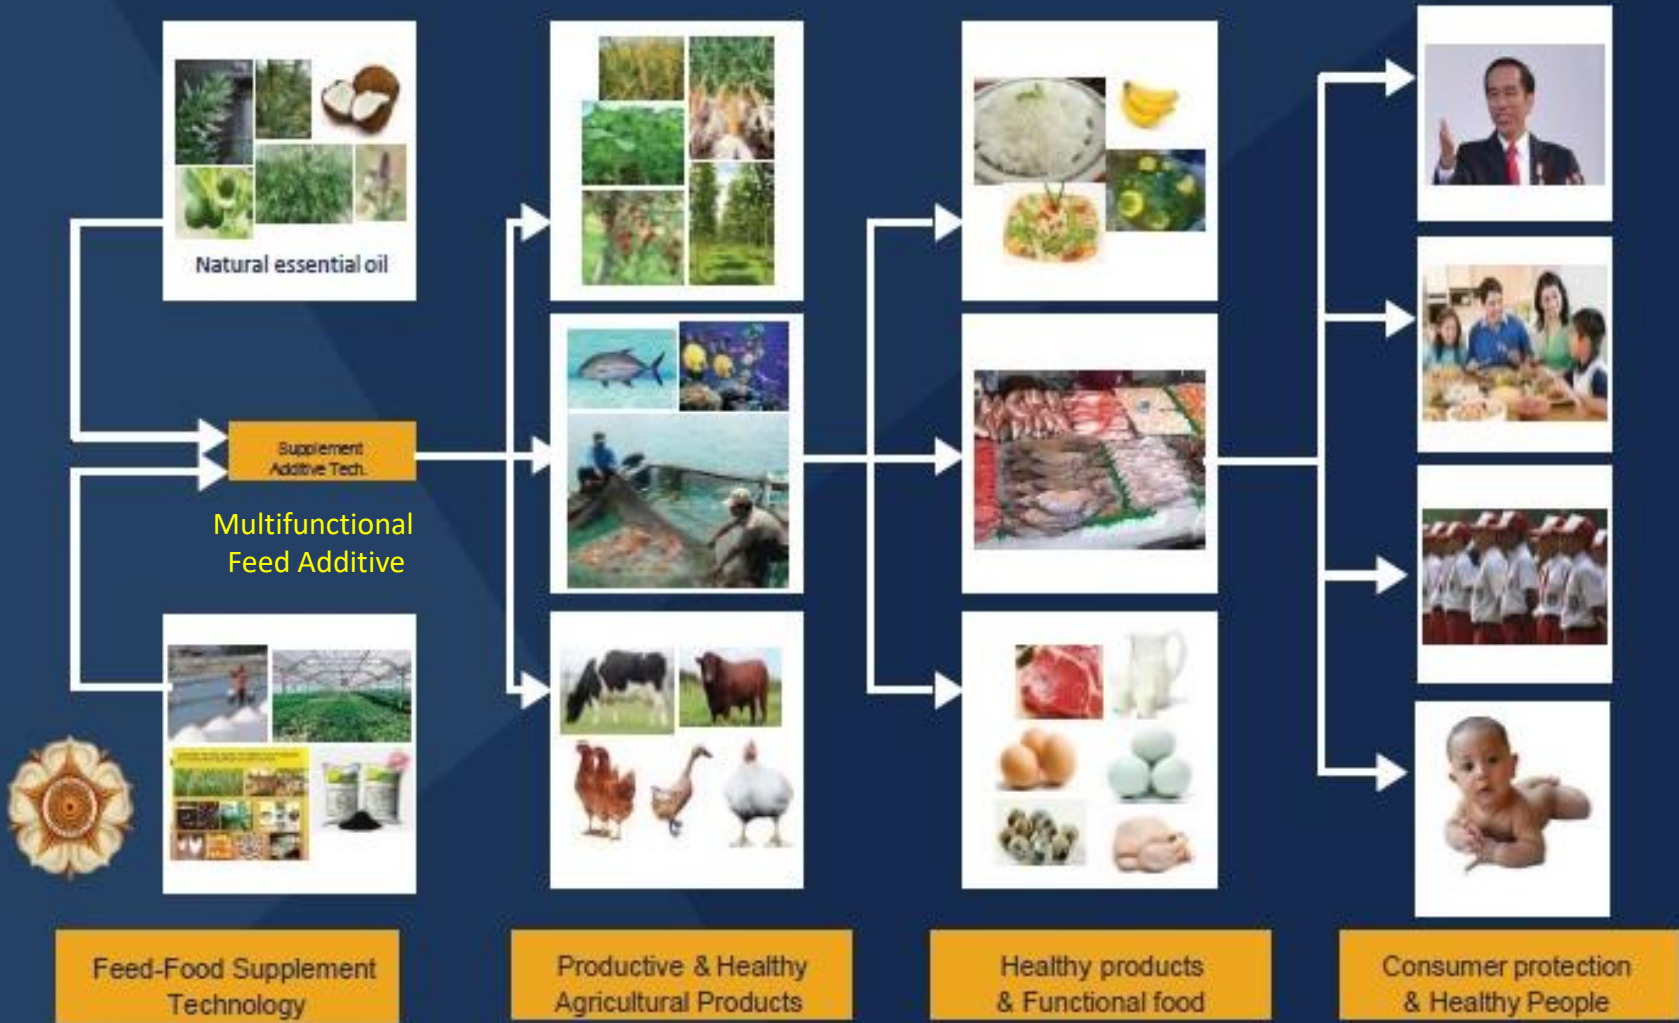 Natural essential oil
Supplement
Additive Tech.
Multifunctional
Feed Additive
Feed-Food Supplement
Technology
Productive & Healthy
Agricultural Products
Healthy products
& Functional food
Consumer protection
& Healthy People